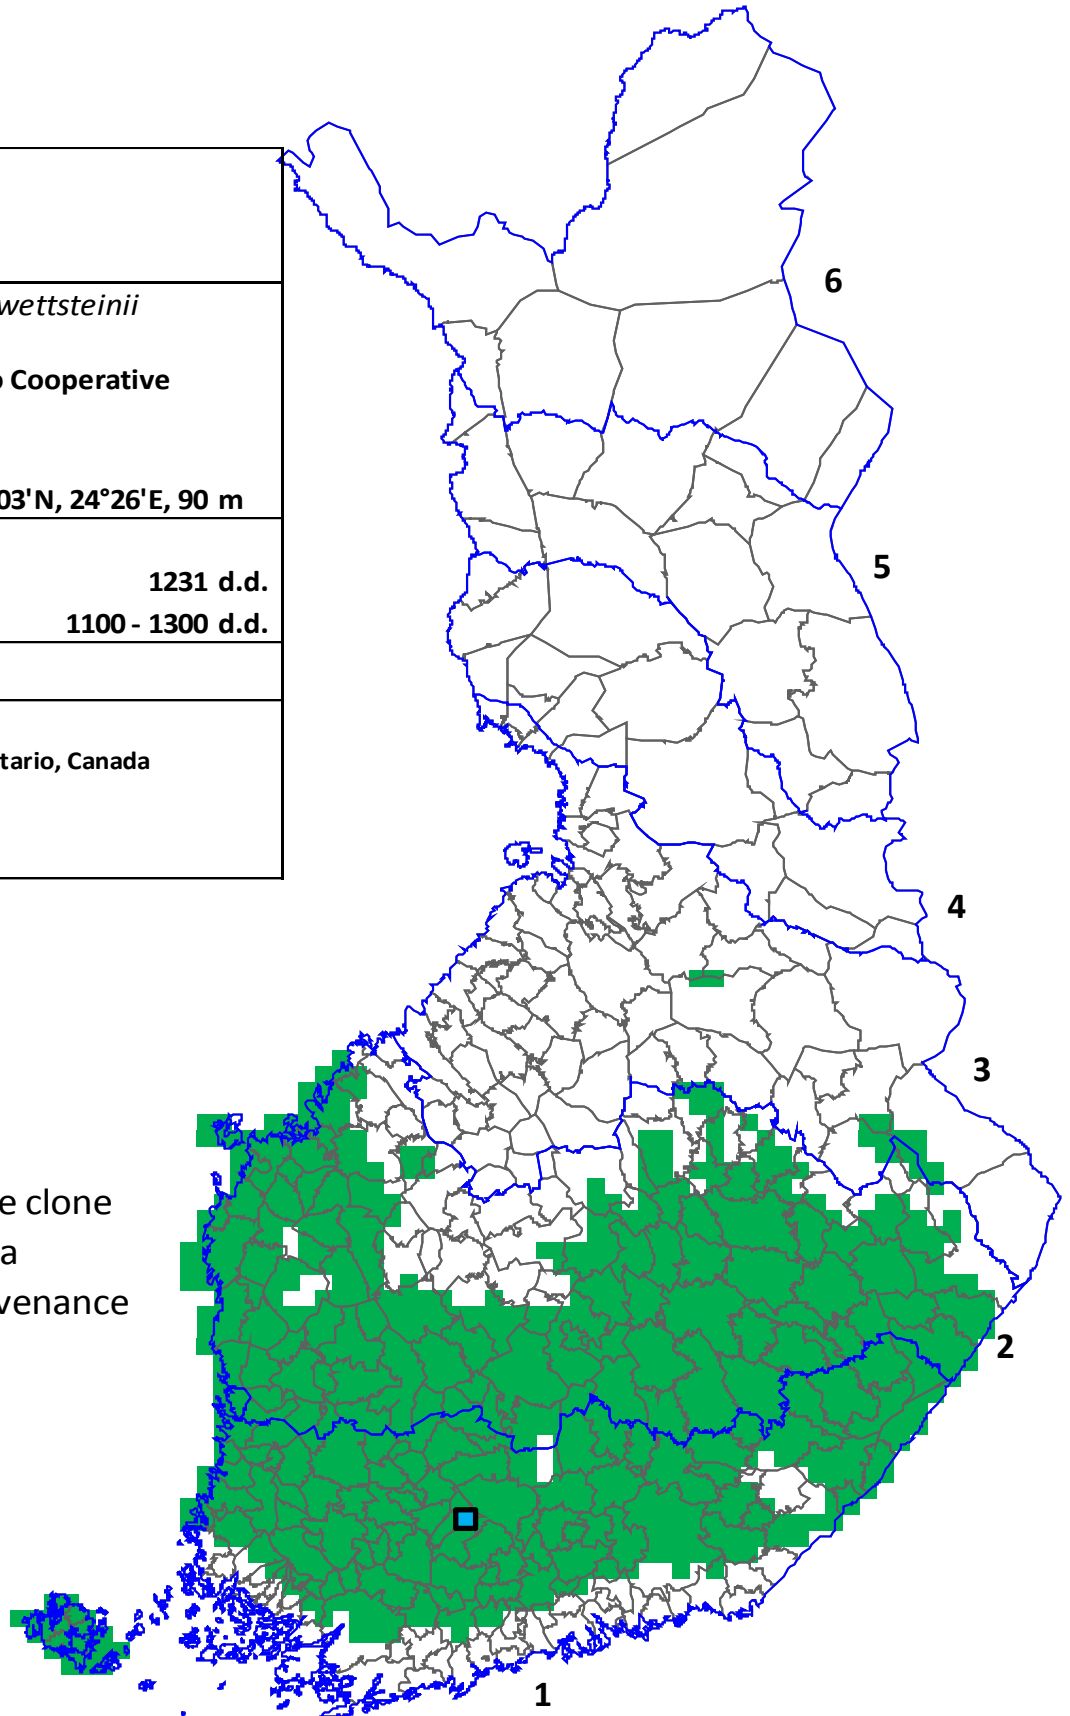 wettsteinii
Cooperative
03'N, 24°26'E, 90 m
1231 d.d.
1100 - 1300 d.d.
tario, Canada
6
5
4
3
e clone
a
venance
2
1